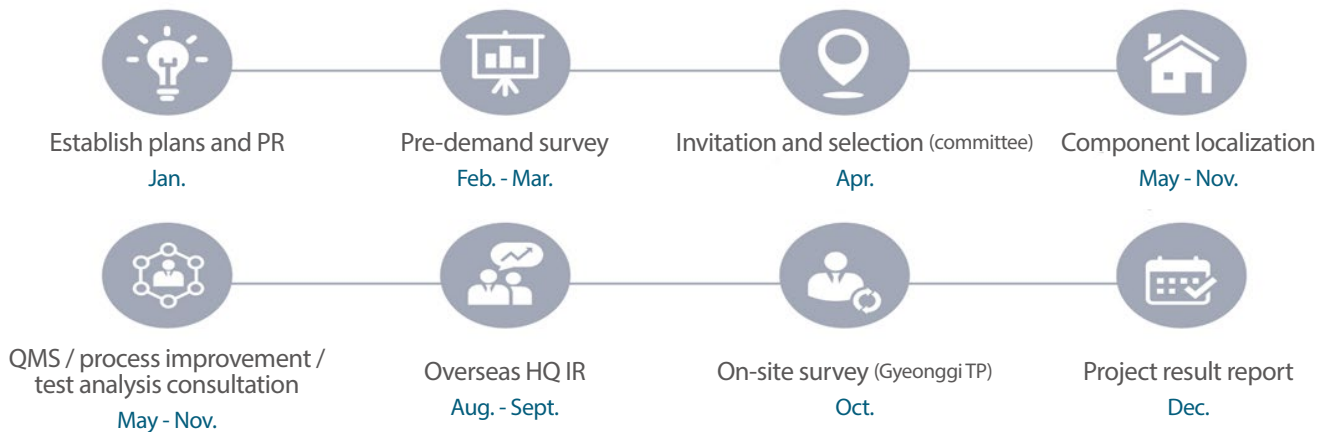 Establish plans and PR
Jan.
Pre-demand survey
Feb. - Mar.
Invitation and selection (committee)
Apr.
Component localization
May - Nov.
QMS / process improvement /
test analysis consultation
May - Nov.
Overseas HQ IR
Aug. - Sept.
On-site survey (Gyeonggi TP)
Oct.
Project result report
Dec.